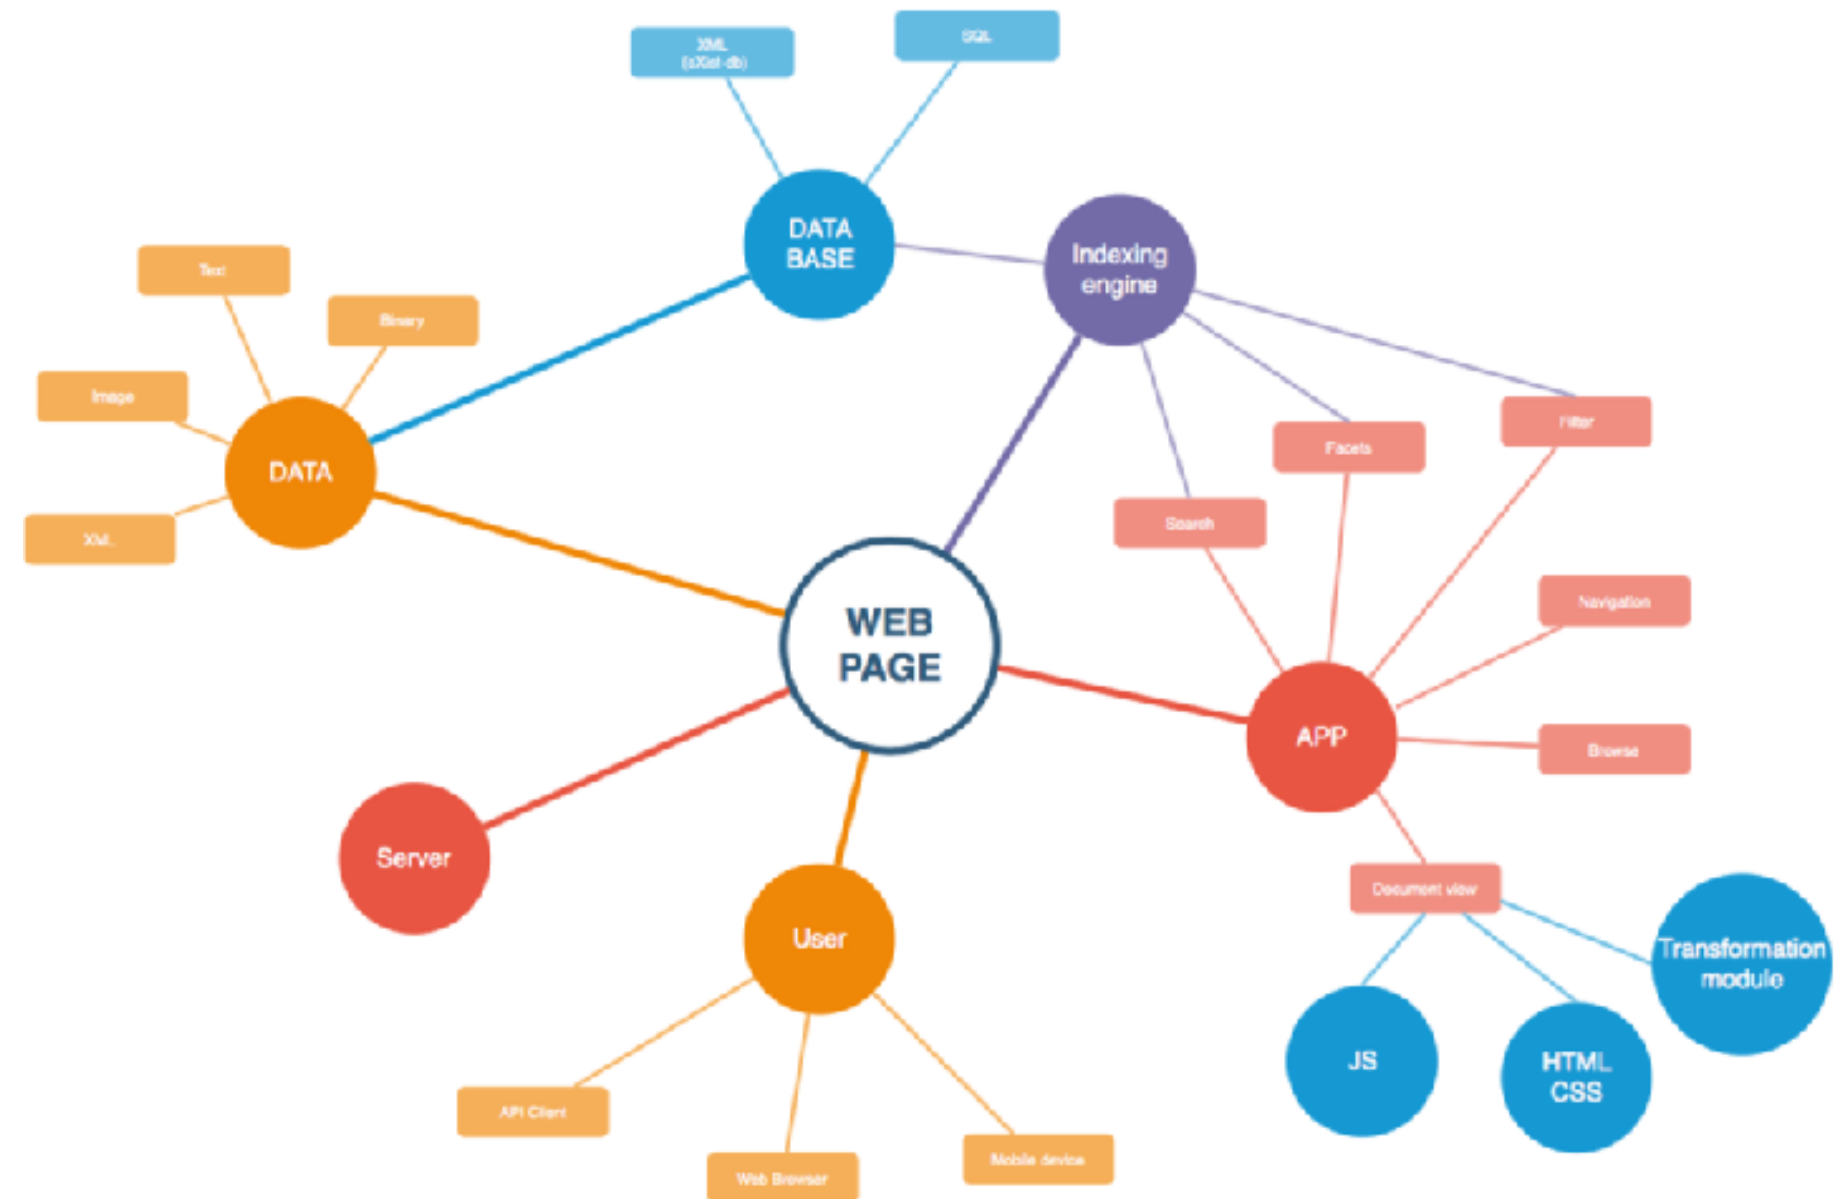 XML
(eXist-db)
SQL
DATA
BASE
Indexing
engine
Text
Binary
Image
DATA
XML
Filter
Facets
Search
Navigation
WEB
PAGE
APP
Browse
Server
User
Document view
Transformation
module
JS
HTML
CSS
API Client
Web Browser
Mobile device